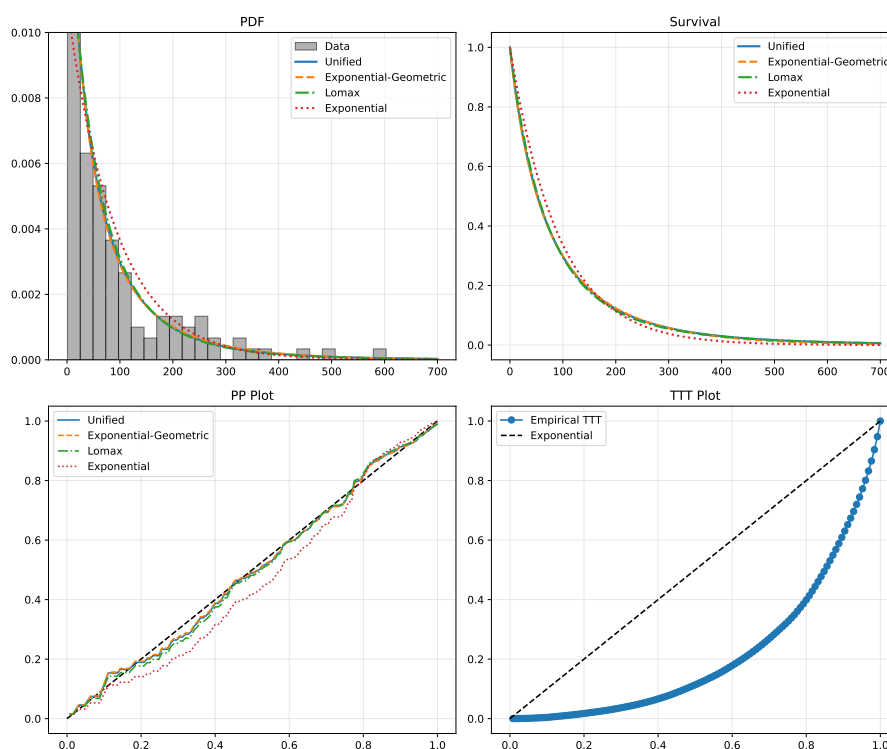 PDF
0.010
0.008
0.006
0.004
0.002
0.000
0
100
200
300
400
500
600
700
Data
Unified
Exponential-Geometric
Lomax
Exponential
Survival
1.0
0.8
0.6
0.4
0.2
0.0
0
100
200
300
400
500
600
700
Unified
Exponential-Geometric
Lomax
Exponential
PP Plot
1.0
0.8
0.6
0.4
0.2
0.0
0.0
0.2
0.4
0.6
0.8
1.0
Unified
Exponential-Geometric
Lomax
Exponential
TTT Plot
1.0
0.8
0.6
0.4
0.2
0.0
0.0
0.2
0.4
0.6
0.8
1.0
Empirical TTT
Exponential